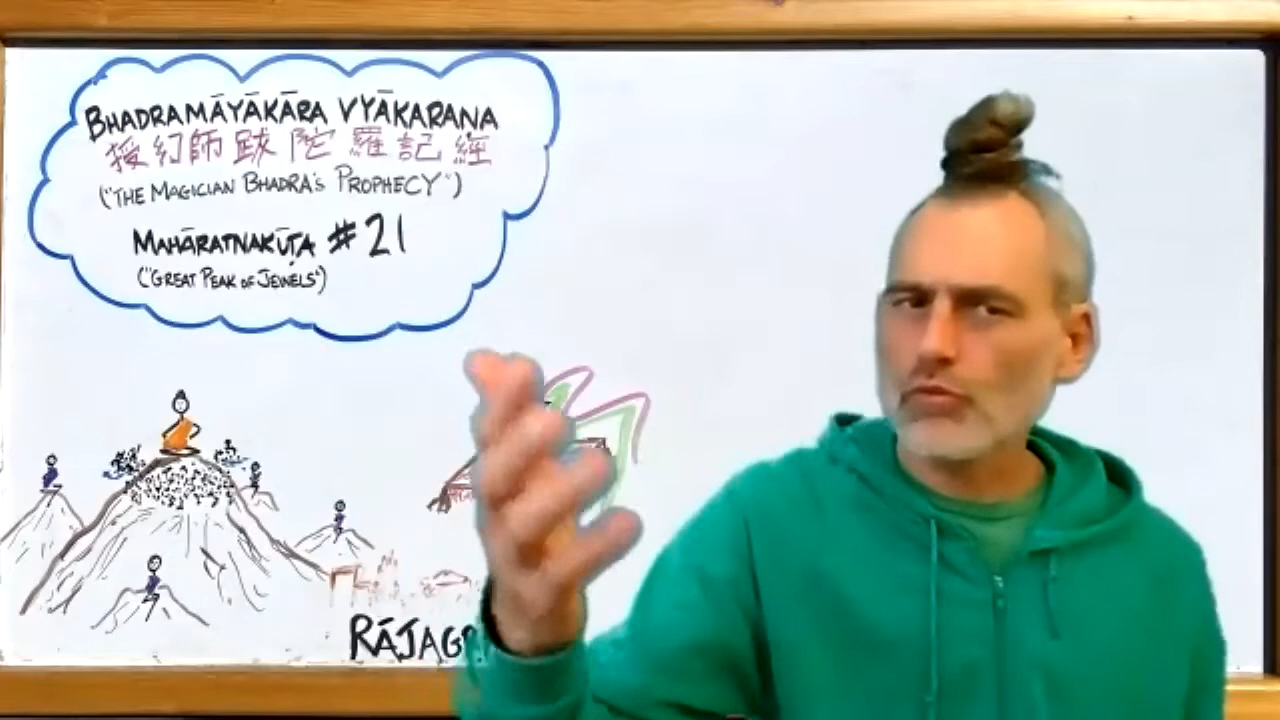 BHADRAMĀYĀKĀRA VYĀKARANA
授幻師跋陀羅記經
("THE MAGICIAN BHADRA'S PROPHECY")
MAHĀRATNAKŪṬA #21
("GREAT PEAK OF JEWELS")
RĀJAGṚ